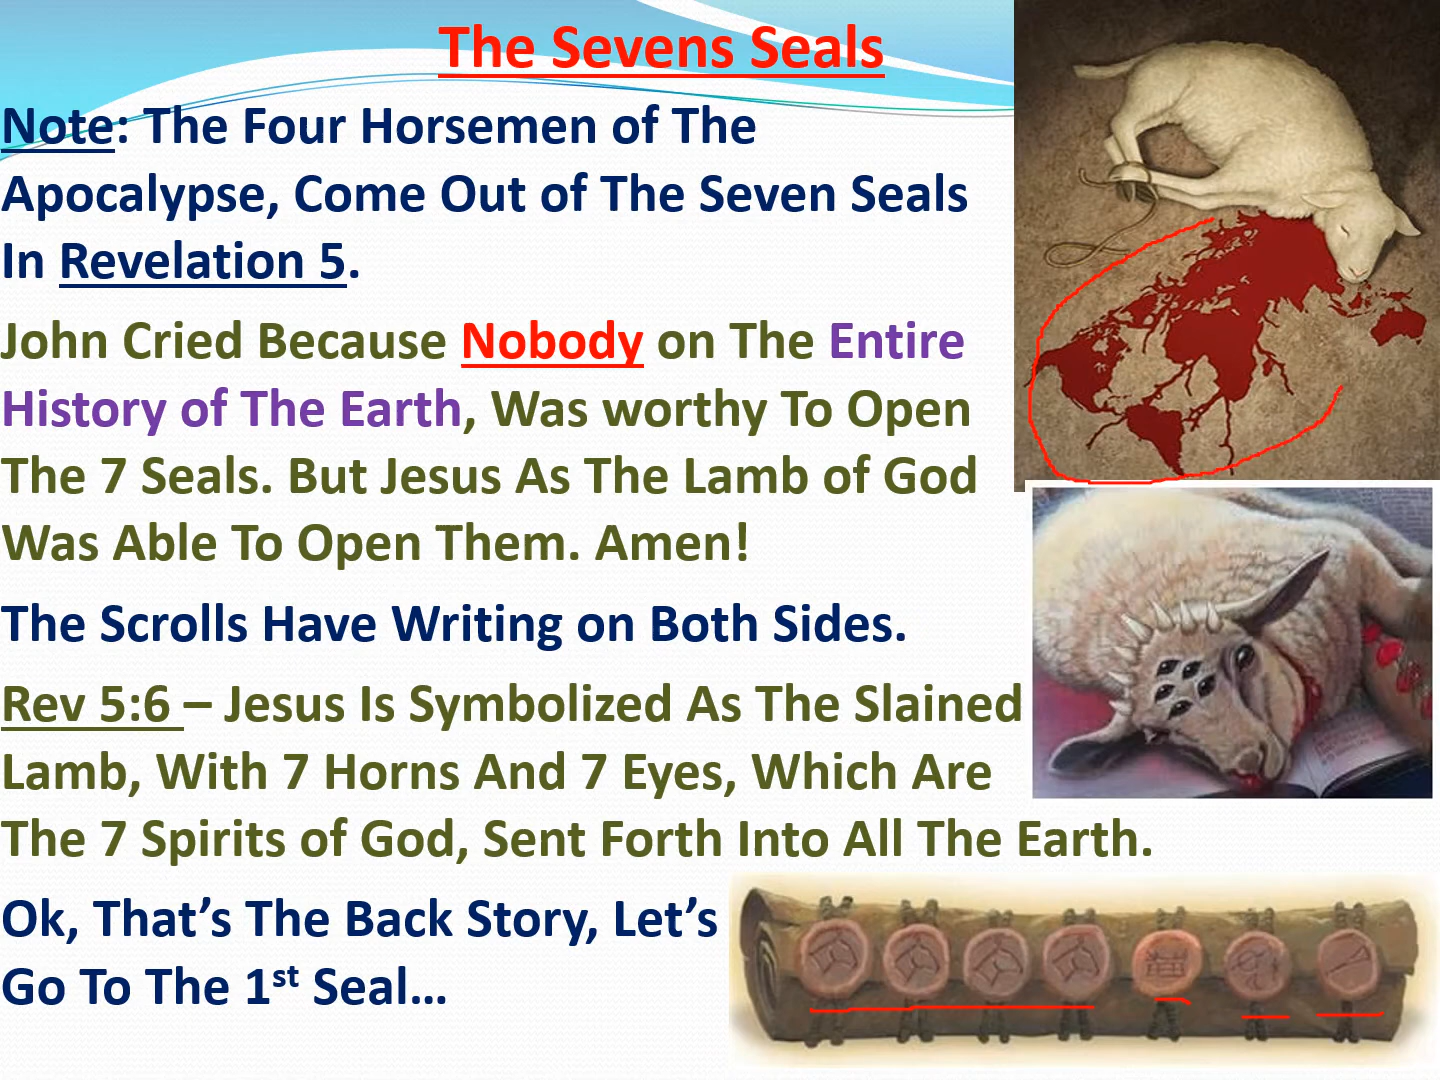 The Sevens Seals
Note: The Four Horsemen of The
Apocalypse, Come Out of The Seven Seals
In Revelation 5.
John Cried Because Nobody on The Entire
History of The Earth, Was worthy To Open
The 7 Seals. But Jesus As The Lamb of God
Was Able To Open Them. Amen!
The Scrolls Have Writing on Both Sides.
Rev 5:6 – Jesus Is Symbolized As The Slained
Lamb, With 7 Horns And 7 Eyes, Which Are
The 7 Spirits of God, Sent Forth Into All The Earth.
Ok, That’s The Back Story, Let’s
Go To The 1st Seal…